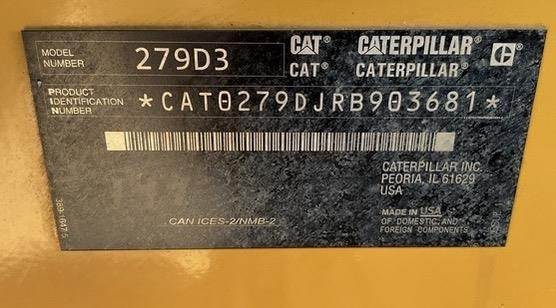 MODEL NUMBER 279D3
CAT CATERPILLAR C
CAT® CATERPILLAR®
PRODUCT IDENTIFICATION NUMBER
*CAT0279DJRB903681*
CATERPILLAR INC.
PEORIA, IL 61629
USA
CAN ICES-2/NMB-2
MADE IN USA
OF DOMESTIC AND
FOREIGN COMPONENTS